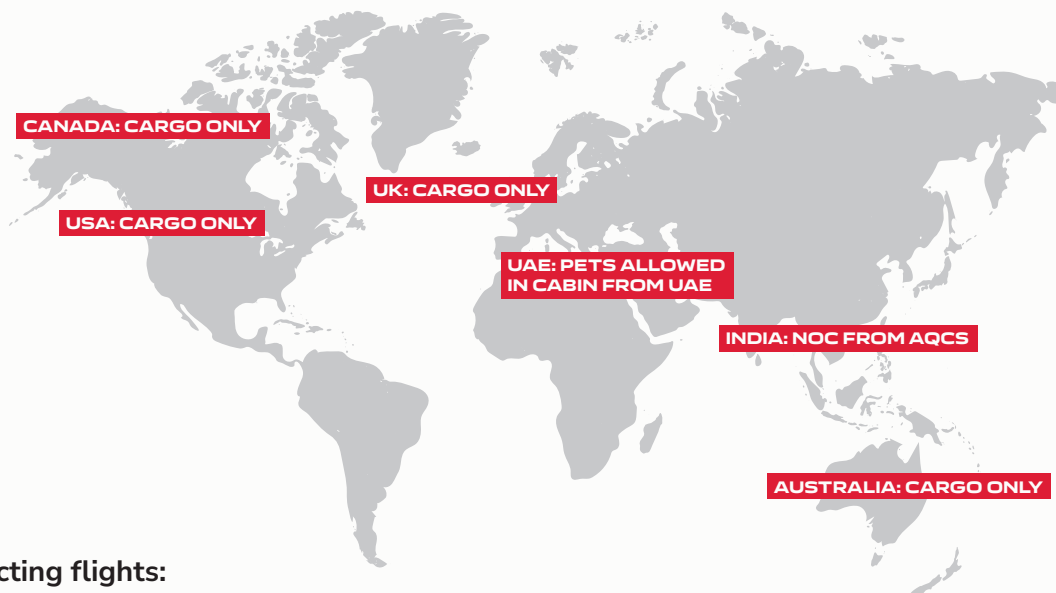 CANADA: CARGO ONLY
UK: CARGO ONLY
USA: CARGO ONLY
UAE: PETS ALLOWED
IN CABIN FROM UAE
INDIA: NOC FROM AQCS
AUSTRALIA: CARGO ONLY
flights: